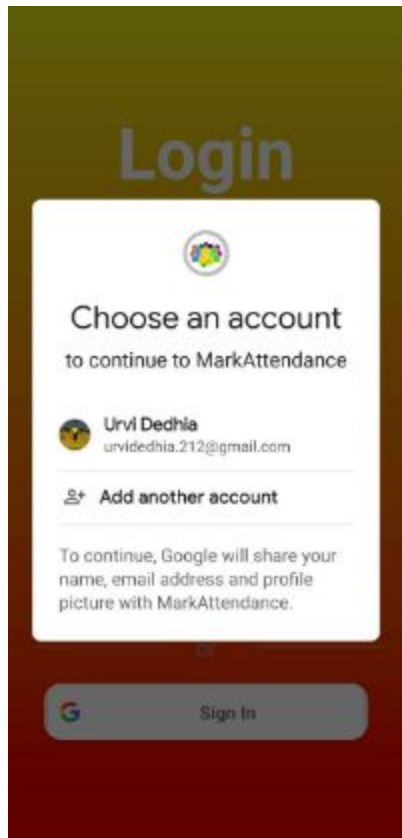 Login
Choose an account
to continue to MarkAttendance
Urvi Dedhia
urvidedhia.212@gmail.com
Add another account
To continue, Google will share your
name, email address and profile
picture with MarkAttendance.
Sign In